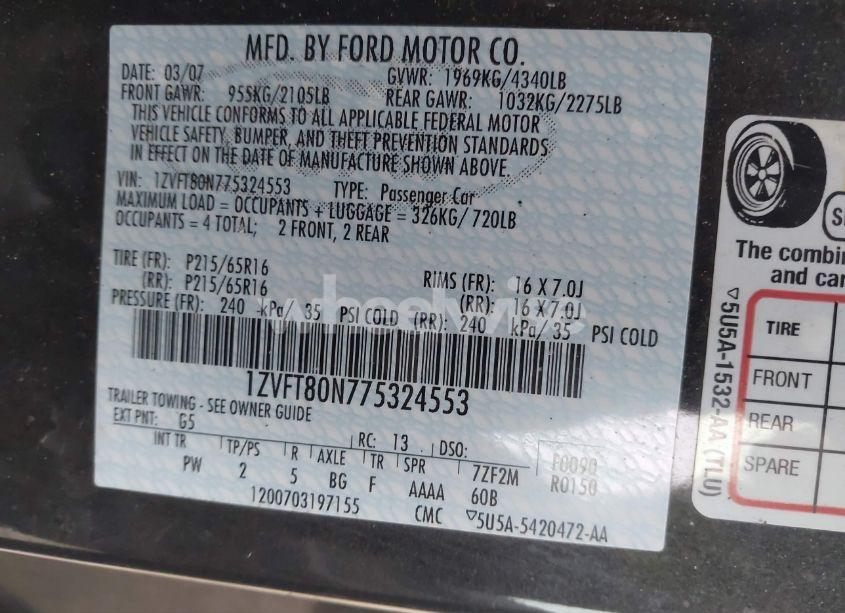 MFD. BY FORD MOTOR CO.
DATE: 03/07 GVWR: 1969KG/4340LB
FRONT GAWR: 955KG/2105LB REAR GAWR: 1032KG/2275LB
THIS VEHICLE CONFORMS TO ALL APPLICABLE FEDERAL MOTOR
VEHICLE SAFETY, BUMPER, AND THEFT PREVENTION STANDARDS
IN EFFECT ON THE DATE OF MANUFACTURE SHOWN ABOVE.
VIN: 1ZVFT80N775324553 TYPE: Passenger Car
MAXIMUM LOAD = OCCUPANTS + LUGGAGE = 326KG/ 720LB
OCCUPANTS = 4 TOTAL; 2 FRONT, 2 REAR
TIRE (FR): P215/65R16 RIMS (FR): 16 X 7.0J
(RR): P215/65R16 (RR): 16 X 7.0J
PRESSURE (FR): 240 kPa/ 35 PSI COLD (RR): 240 kPa/ 35 PSI COLD
1ZVFT80N775324553
TRAILER TOWING - SEE OWNER GUIDE
EXT PNT: G5 RC: 13 DSO:
INT TR TP/PS R AXLE TR SPR 7ZF2M F0090
PW 2 5 BG F AAAA 60B R0150
1200703197155 CMC ▽5U5A-5420472-AA
The combin
and car
TIRE
FRONT
REAR
SPARE
▽5U5A-1532-AA (TLU)